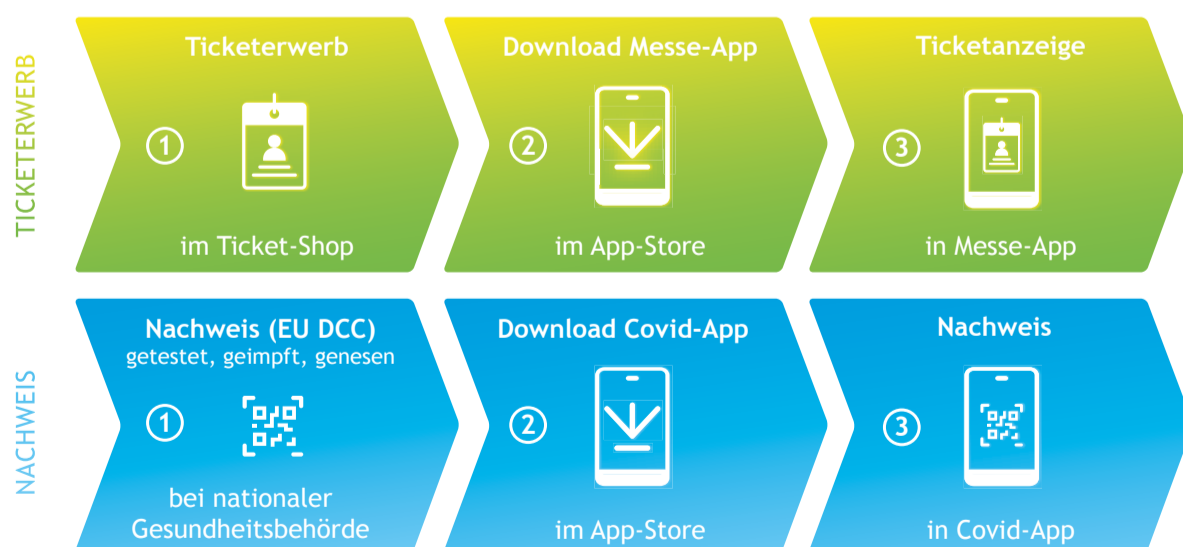 TICKETERWERB
Ticketerwerb
1
im Ticket-Shop
Download Messe-App
2
im App-Store
Ticketanzeige
3
in Messe-App
NACHWEIS
Nachweis (EU DCC)
getestet, geimpft, genesen
1
bei nationaler
Gesundheitsbehörde
Download Covid-App
2
im App-Store
Nachweis
3
in Covid-App